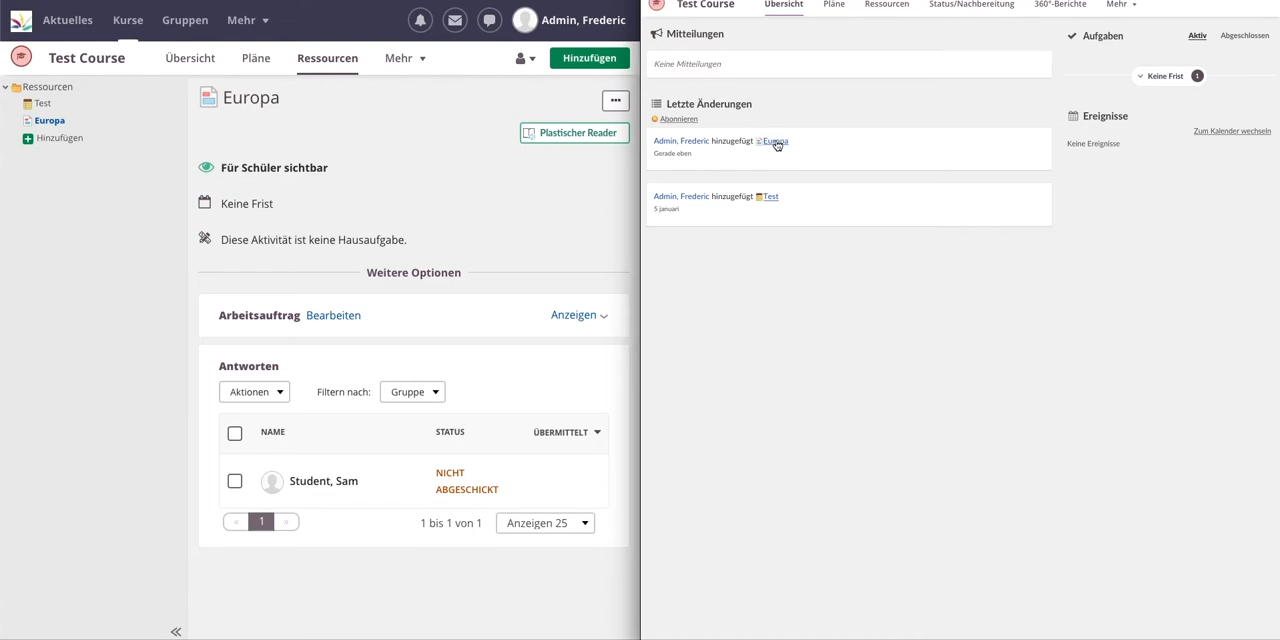 Aktuelles Kurse Gruppen Mehr Admin, Frederic
Test Course Übersicht Pläne Ressourcen Mehr Hinzufügen
Ressourcen
Test
Europa
Hinzufügen
Europa
...
Plastischer Reader
Für Schüler sichtbar
Keine Frist
Diese Aktivität ist keine Hausaufgabe.
Weitere Optionen
Arbeitsauftrag Bearbeiten Anzeigen
Antworten
Aktionen Filtern nach: Gruppe
NAME STATUS ÜBERMITTELT
Student, Sam NICHT
ABGESCHICKT
« 1 » 1 bis 1 von 1 Anzeigen 25
Test Course Übersicht Pläne Ressourcen Status/Nachbereitung 360°-Berichte Mehr
Mitteilungen
Keine Mitteilungen
Letzte Änderungen
Abonnieren
Admin, Frederic hinzugefügt Europa
Gerade eben
Admin, Frederic hinzugefügt Test
5 januari
Aufgaben Aktiv Abgeschlossen
Keine Frist 1
Ereignisse
Zum Kalender wechseln
Keine Ereignisse